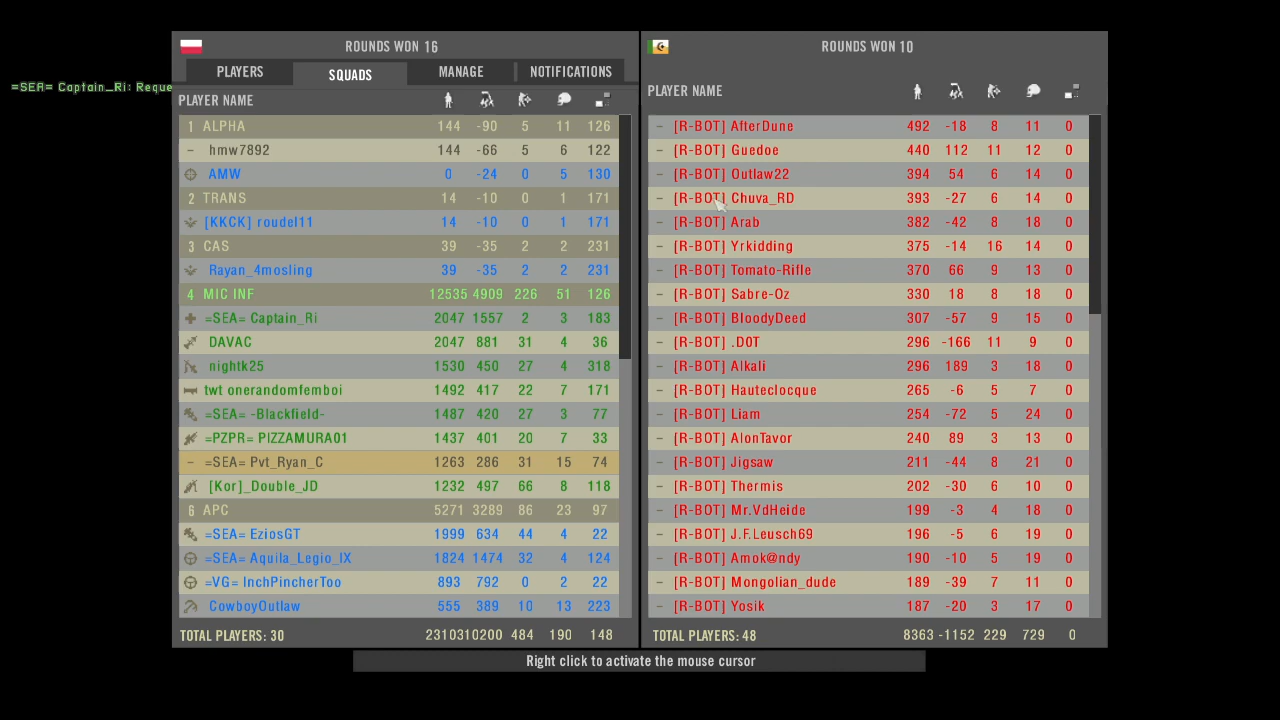 ROUNDS WON 16
PLAYERS SQUADS MANAGE NOTIFICATIONS
=SEA= Captain_Ri: Reque
PLAYER NAME
1 ALPHA 144 -90 5 11 126
- hmw7892 144 -66 5 6 122
AMW 0 -24 0 5 130
2 TRANS 14 -10 0 1 171
[KKCK] roudel11 14 -10 0 1 171
3 CAS 39 -35 2 2 231
Rayan_4mosling 39 -35 2 2 231
4 MIC INF 12535 4909 226 51 126
=SEA= Captain_Ri 2047 1557 2 3 183
DAVAC 2047 881 31 4 36
nightk25 1530 450 27 4 318
twt onerandomfemboi 1492 417 22 7 171
=SEA= -Blackfield- 1487 420 27 3 77
=PZPR= PIZZAMURA01 1437 401 20 7 33
- =SEA= Pvt_Ryan_C 1263 286 31 15 74
[Kor]_Double_JD 1232 497 66 8 118
6 APC 5271 3289 86 23 97
=SEA= EziosGT 1999 634 44 4 22
=SEA= Aquila_Legio_IX 1824 1474 32 4 124
=VG= InchPincherToo 893 792 0 2 22
CowboyOutlaw 555 389 10 13 223
TOTAL PLAYERS: 30 23103 10200 484 190 148
ROUNDS WON 10
PLAYER NAME
- [R-BOT] AfterDune 492 -18 8 11 0
- [R-BOT] Guedoe 440 112 11 12 0
- [R-BOT] Outlaw22 394 54 6 14 0
- [R-BOT] Chuva_RD 393 -27 6 14 0
- [R-BOT] Arab 382 -42 8 18 0
- [R-BOT] Yrkidding 375 -14 16 14 0
- [R-BOT] Tomato-Rifle 370 66 9 13 0
- [R-BOT] Sabre-Oz 330 18 8 18 0
- [R-BOT] BloodyDeed 307 -57 9 15 0
- [R-BOT] .D0T 296 -166 11 9 0
- [R-BOT] Alkali 296 189 3 18 0
- [R-BOT] Hauteclocque 265 -6 5 7 0
- [R-BOT] Liam 254 -72 5 24 0
- [R-BOT] AlonTavor 240 89 3 13 0
- [R-BOT] Jigsaw 211 -44 8 21 0
- [R-BOT] Thermis 202 -30 6 10 0
- [R-BOT] Mr.VdHeide 199 -3 4 18 0
- [R-BOT] J.F.Leusch69 196 -5 6 19 0
- [R-BOT] Amok@ndy 190 -10 5 19 0
- [R-BOT] Mongolian_dude 189 -39 7 11 0
- [R-BOT] Yosik 187 -20 3 17 0
TOTAL PLAYERS: 48 8363 -1152 229 729 0
Right click to activate the mouse cursor